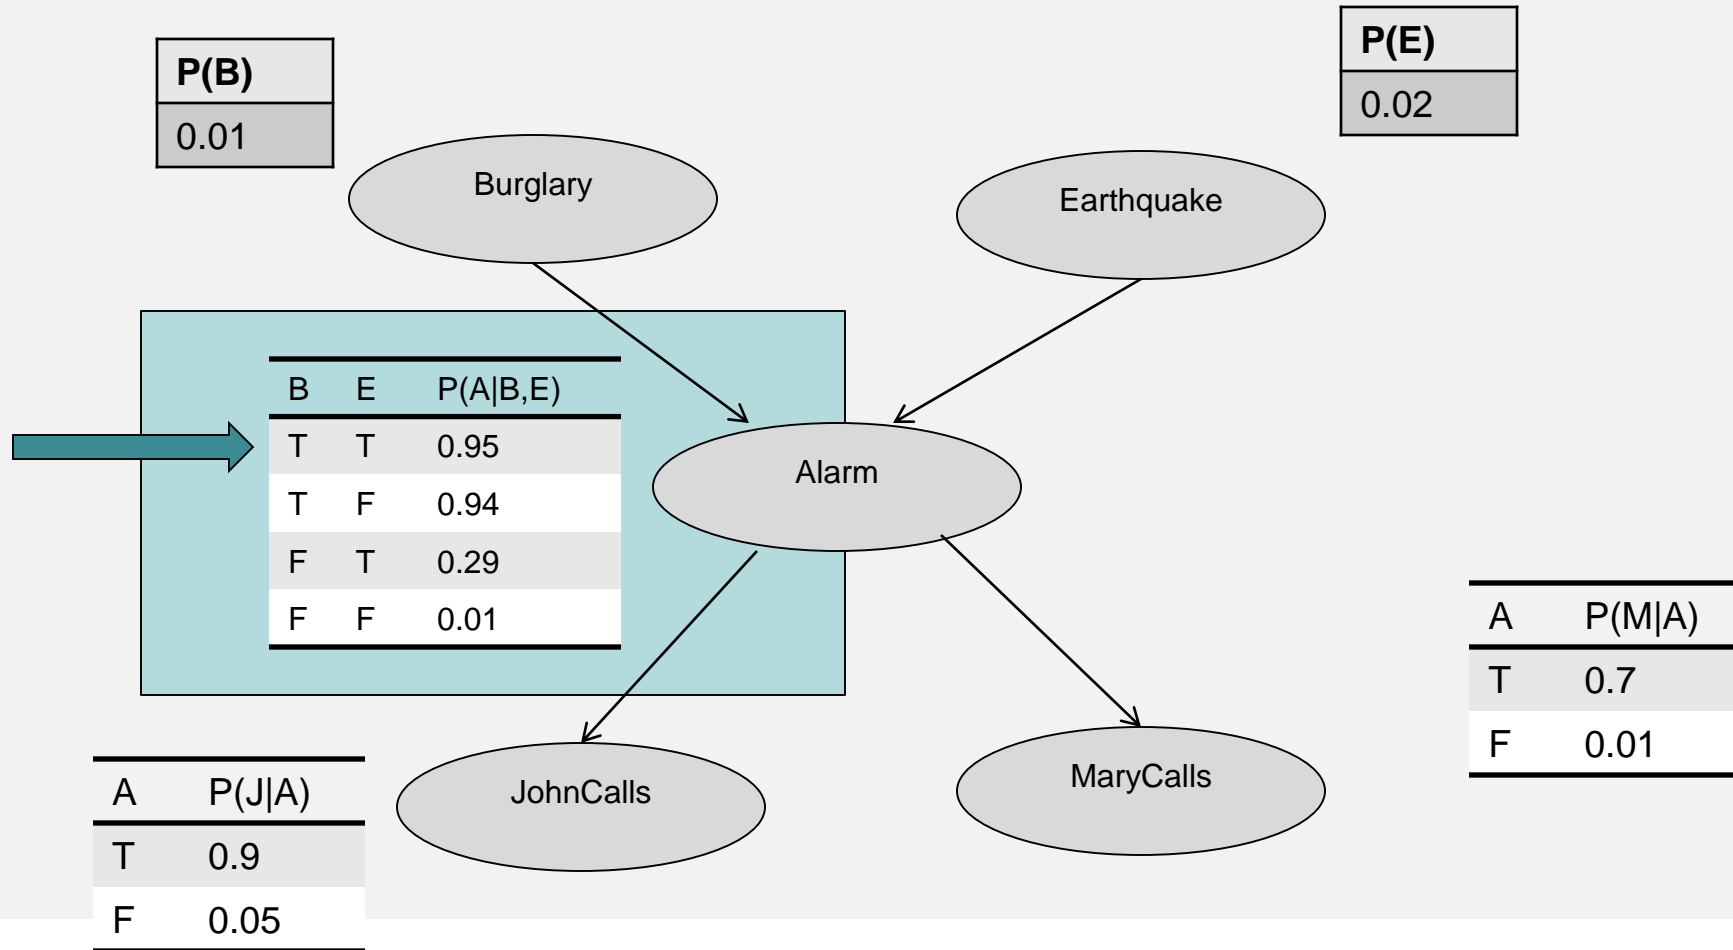 P(B)
0.01
P(E)
0.02
Burglary
Earthquake
B E P(A|B,E)
T T 0.95
T F 0.94
F T 0.29
F F 0.01
Alarm
A P(M|A)
T 0.7
F 0.01
A P(J|A)
T 0.9
F 0.05
JohnCalls
MaryCalls